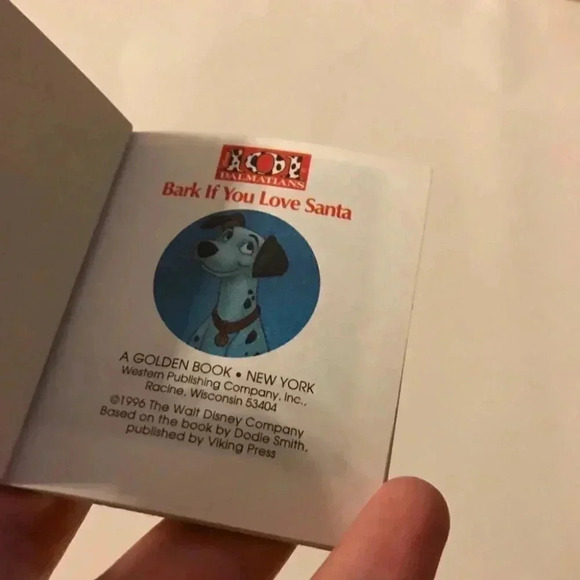 101
DALMATIANS
Bark If You Love Santa
A GOLDEN BOOK • NEW YORK
Western Publishing Company, Inc.,
Racine, Wisconsin 53404
©1996 The Walt Disney Company
Based on the book by Dodie Smith,
published by Viking Press